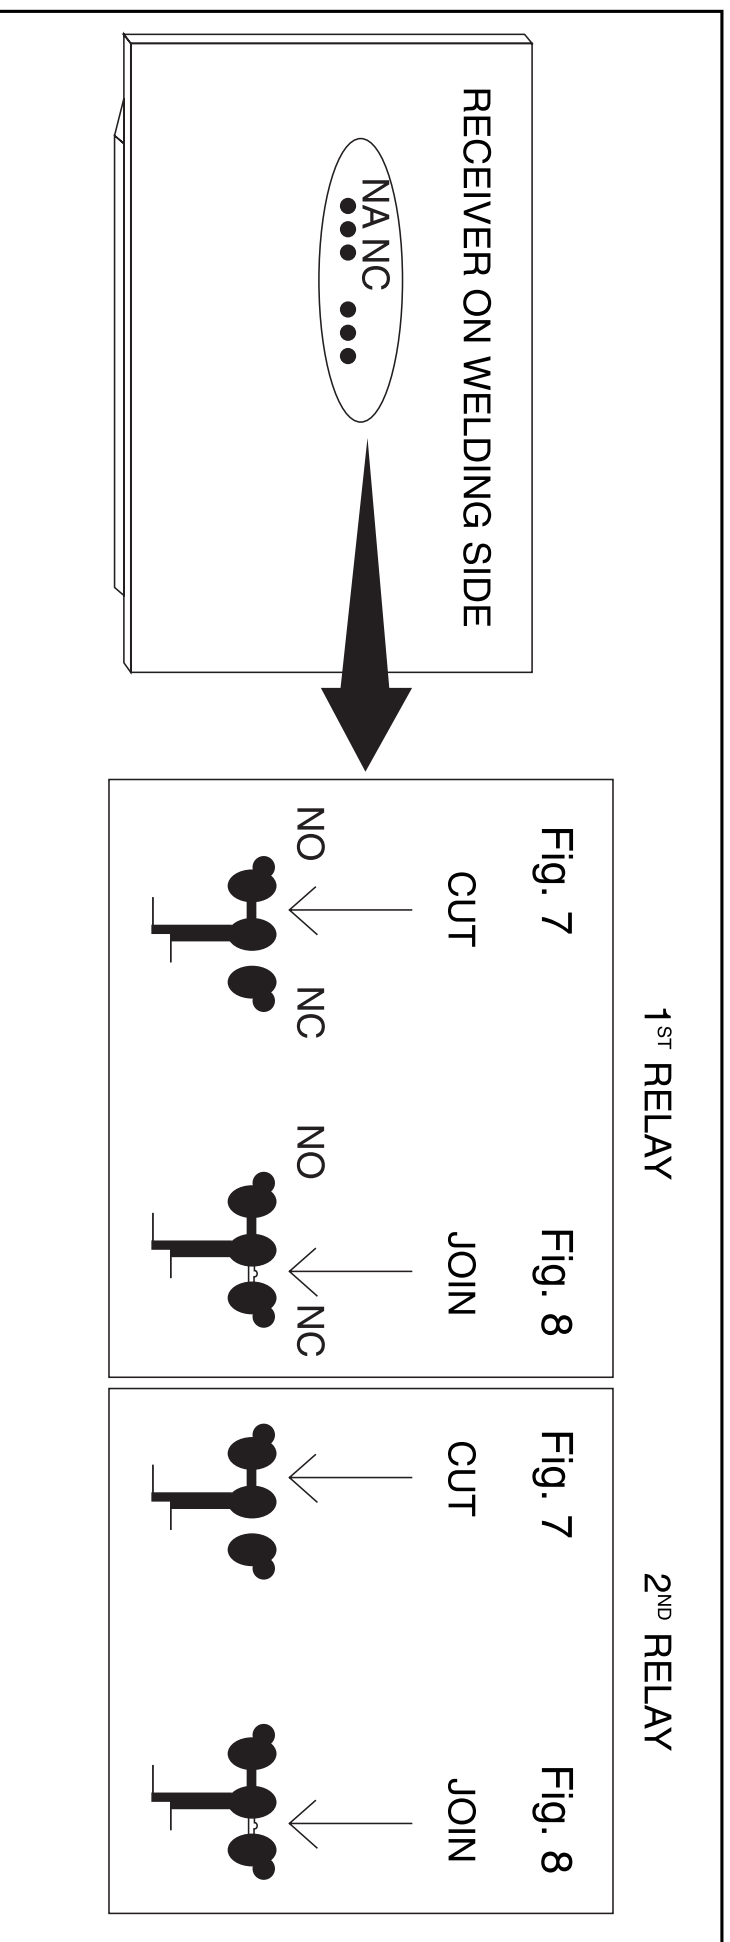 RECEIVER ON WELDING SIDE
NA NC
1ST RELAY
Fig. 7
CUT
NO
NC
Fig. 8
JOIN
NO
NC
2ND RELAY
Fig. 7
CUT
Fig. 8
JOIN